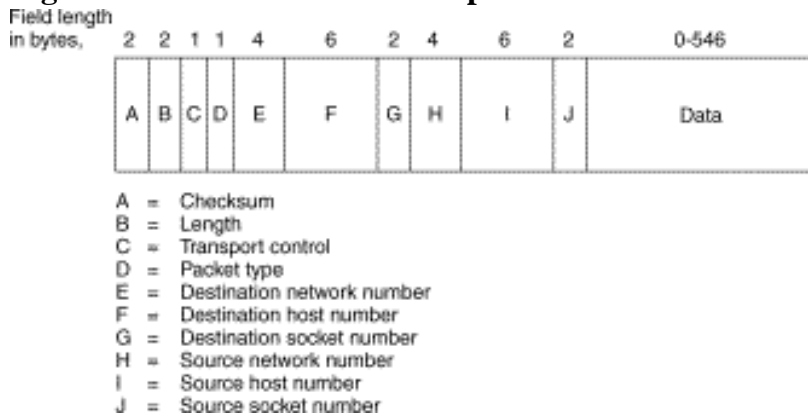 Field length
in bytes, 2 2 1 1 4 6 2 4 6 2 0-546
A B C D E F G H I J Data
A = Checksum
B = Length
C = Transport control
D = Packet type
E = Destination network number
F = Destination host number
G = Destination socket number
H = Source network number
I = Source host number
J = Source socket number